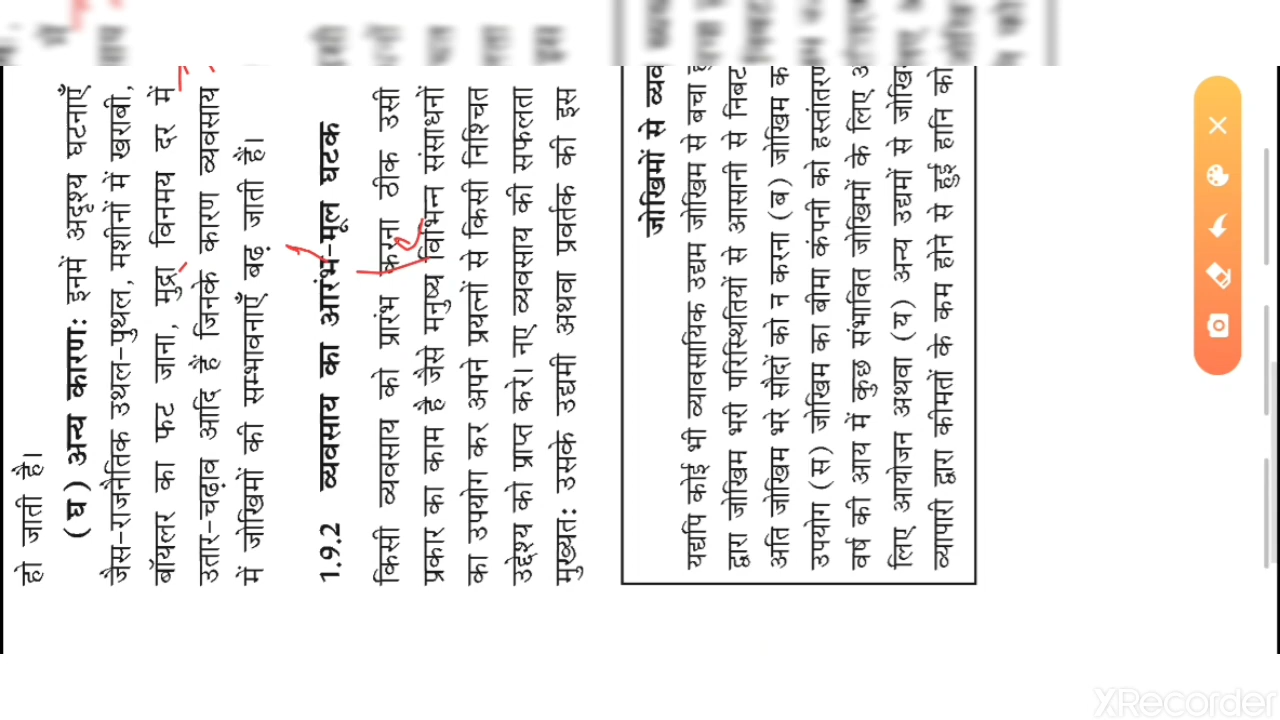 हो जाती है।
(घ) अन्य कारण: इनमें अदृश्य घटनाएँ
जैस-राजनैतिक उथल-पुथल, मशीनों में खराबी,
बॉयलर का फट जाना, मुद्रा विनमय दर में
उतार-चढ़ाव आदि हैं जिनके कारण व्यवसाय
में जोखिमों की सम्भावनाएँ बढ़ जाती हैं।
1.9.2 व्यवसाय का आरंभ-मूल घटक
किसी व्यवसाय को प्रारंभ करना ठीक उसी
प्रकार का काम है जैसे मनुष्य विभिन्न संसाधनों
का उपयोग कर अपने प्रयत्नों से किसी निश्चित
उद्देश्य को प्राप्त करे। नए व्यवसाय की सफलता
मुख्यत: उसके उद्यमी अथवा प्रवर्तक की इस
जोखिमों से
यद्यपि कोई भी व्यावसायिक उद्यम जोखिम से बचा
द्वारा जोखिम भरी परिस्थितियों से आसानी से
अति जोखिम भरे सौदों को न करना (ब) जोखिम
उपयोग (स) जोखिम का बीमा कंपनी को हस्तांतरण
वर्ष की आय में कुछ संभावित जोखिमों के लिए
लिए आयोजन अथवा (य) अन्य उद्यमों से
व्यापारी द्वारा कीमतों के कम होने से हुई हानि को
XRecorder